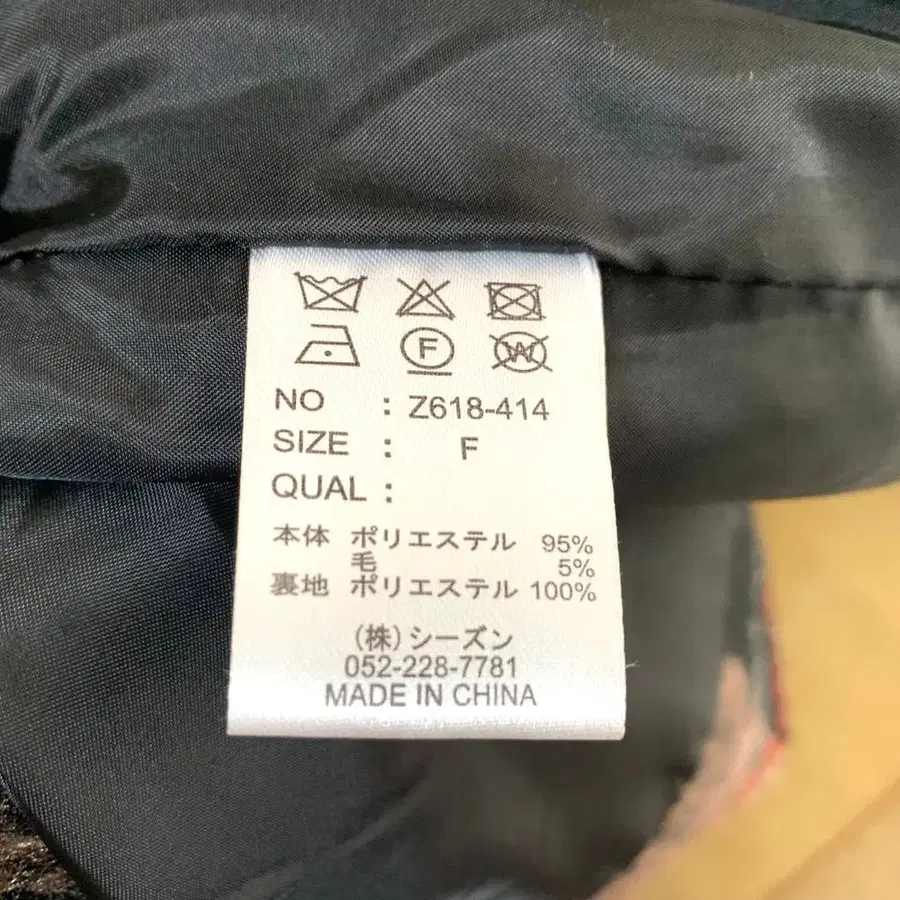 F W
NO : Z618-414
SIZE : F
QUAL :
本体 ポリエステル 95%
毛 5%
裏地 ポリエステル 100%
(株)シーズン
052-228-7781
MADE IN CHINA